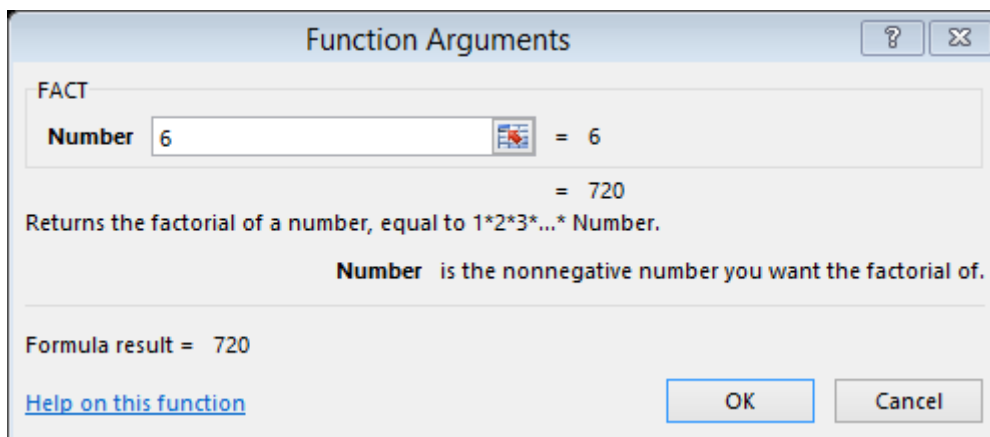 Function Arguments
FACT
Number 6 = 6
= 720
Returns the factorial of a number, equal to 1*2*3*...* Number.
Number is the nonnegative number you want the factorial of.
Formula result = 720
Help on this function OK Cancel